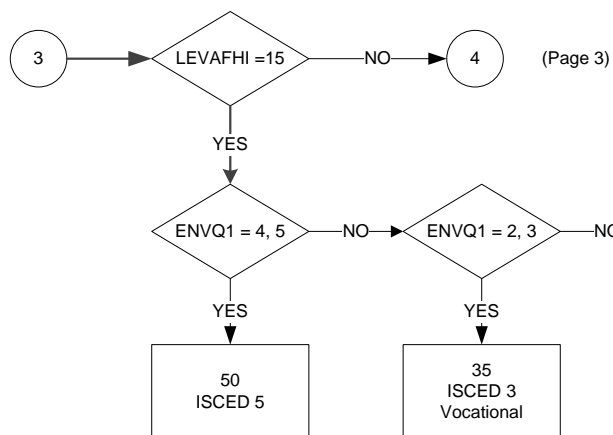 3
LEVAFHI =15
NO
4
(Page 3)
YES
ENVQ1 = 4, 5
NO
ENVQ1 = 2, 3
NO
YES
YES
50
ISCED 5
35
ISCED 3
Vocational